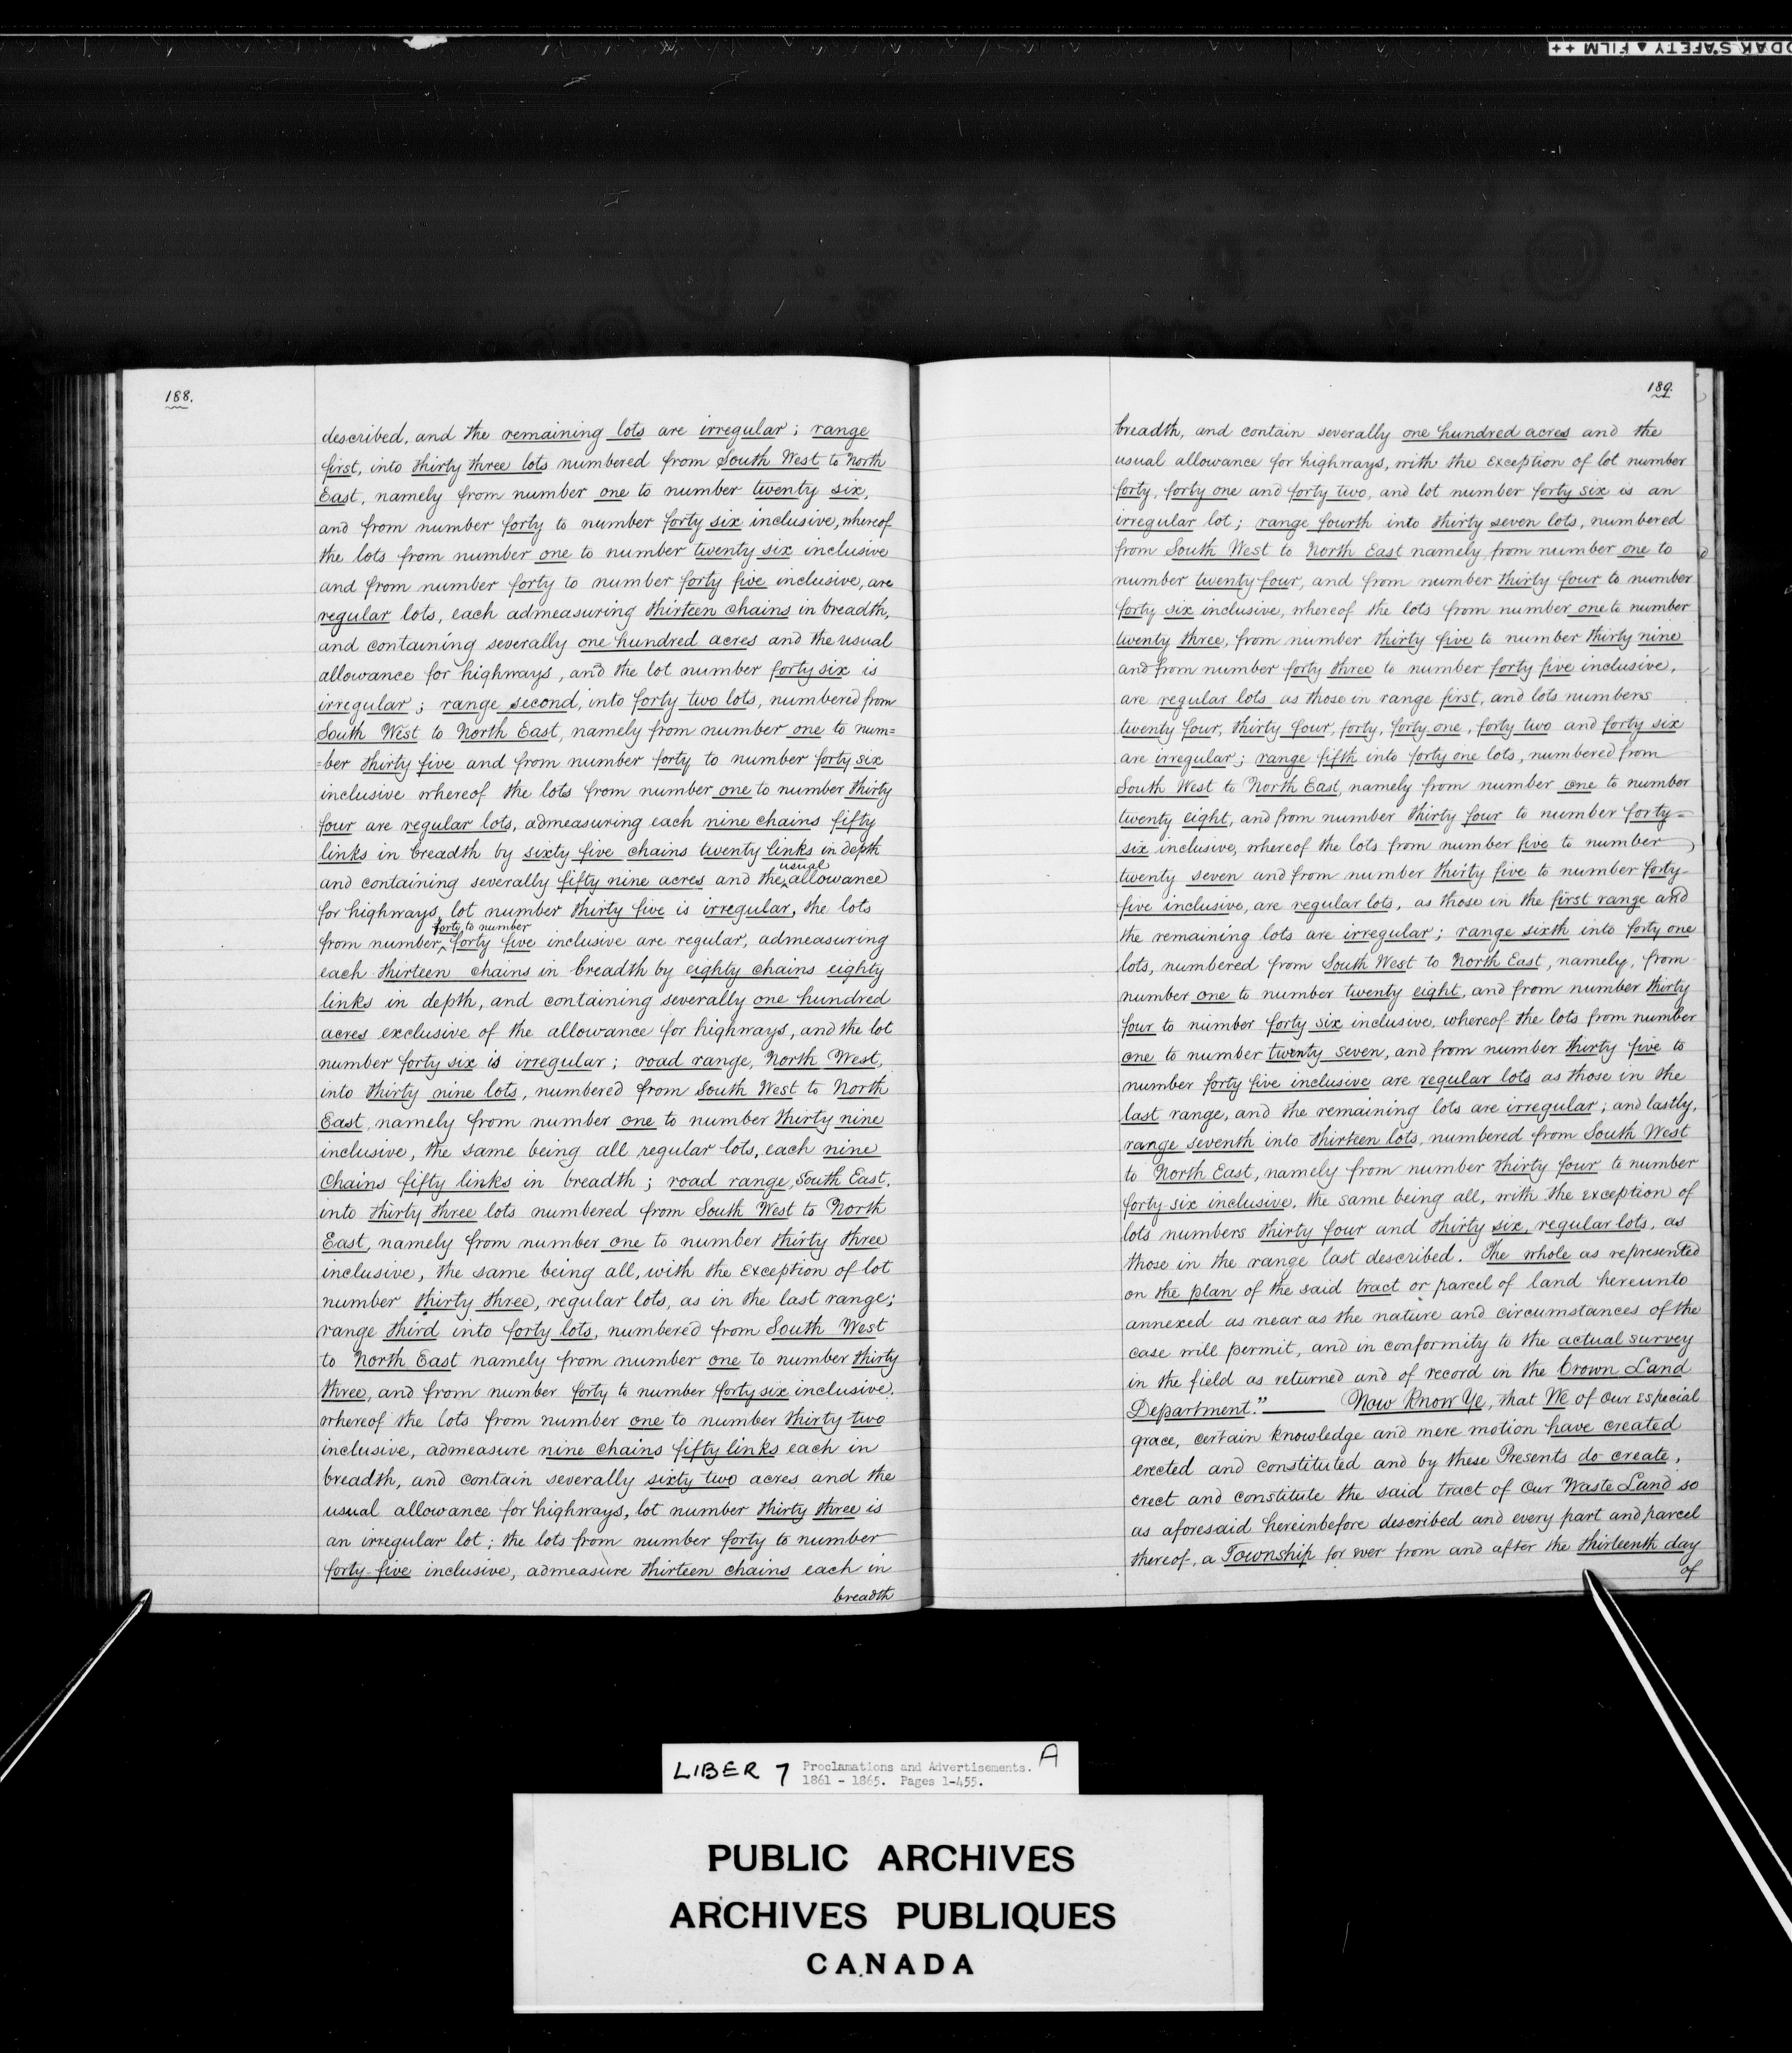 ODAK SAFETY ▲ FILM ++
188.
described, and the remaining lots are irregular; range
first, into thirty three lots numbered from South West to North
East, namely from number one to number twenty six,
and from number forty to number forty six inclusive, whereof
the lots from number one to number twenty six inclusive
and from number forty to number forty five inclusive, are
regular lots, each admeasuring thirteen chains in breadth,
and containing severally one hundred acres and the usual
allowance for highways, and the lot number forty six is
irregular; range second, into forty two lots, numbered from
South West to North East, namely from number one to num=
=ber thirty five and from number forty to number forty six
inclusive whereof the lots from number one to number thirty
four are regular lots, admeasuring each nine chains fifty
links in breadth by sixty five chains twenty links in depth
and containing severally fifty nine acres and the usual allowance
for highways, lot number thirty five is irregular, the lots
from number forty to number forty five inclusive are regular, admeasuring
each thirteen chains in breadth by eighty chains eighty
links in depth, and containing severally one hundred
acres exclusive of the allowance for highways, and the lot
number forty six is irregular; road range, North West,
into thirty nine lots, numbered from South West to North
East, namely from number one to number thirty nine
inclusive, the same being all regular lots, each nine
Chains fifty links in breadth; road range, South East,
into thirty three lots numbered from South West to North
East, namely from number one to number thirty three
inclusive, the same being all, with the exception of lot
number thirty three, regular lots, as in the last range;
range third into forty lots, numbered from South West
to North East namely from number one to number thirty
three, and from number forty to number forty six inclusive,
whereof the lots from number one to number thirty two
inclusive, admeasure nine chains fifty links each in
breadth, and contain severally sixty two acres and the
usual allowance for highways, lot number thirty three is
an irregular lot; the lots from number forty to number
forty five inclusive, admeasure thirteen chains each in
breadth
189.
breadth, and contain severally one hundred acres and the
usual allowance for highways, with the exception of lot number
forty, forty one and forty two, and lot number forty six is an
irregular lot; range fourth into thirty seven lots, numbered
from South West to North East namely from number one to
number twenty four, and from number thirty four to number
forty six inclusive, whereof the lots from number one to number
twenty three, from number thirty five to number thirty nine
and from number forty three to number forty five inclusive,
are regular lots as those in range first, and lots numbers
twenty four, thirty four, forty, forty one, forty two and forty six
are irregular; range fifth into forty one lots, numbered from
South West to North East, namely from number one to number
twenty eight, and from number thirty four to number forty=
six inclusive, whereof the lots from number five to number
twenty seven and from number thirty five to number forty-
five inclusive, are regular lots, as those in the first range and
the remaining lots are irregular; range sixth into forty one
lots, numbered from South West to North East, namely, from
number one to number twenty eight, and from number thirty
four to number forty six inclusive, whereof the lots from number
one to number twenty seven, and from number thirty five to
number forty five inclusive are regular lots as those in the
last range, and the remaining lots are irregular; and lastly,
range seventh into thirteen lots, numbered from South West
to North East, namely from number thirty four to number
forty six inclusive, the same being all, with the exception of
lots numbers thirty four and thirty six, regular lots, as
those in the range last described. The whole as represented
on the plan of the said tract or parcel of land hereunto
annexed as near as the nature and circumstances of the
case will permit, and in conformity to the actual survey
in the field as returned and of record in the Crown Land
Department." —— Now Know Ye, that We of our especial
grace, certain knowledge and mere motion have created
erected and constituted and by these Presents do create,
erect and constitute the said tract of Our Waste Land so
as aforesaid hereinbefore described and every part and parcel
thereof, a Township for ever from and after the thirteenth day
of
LIBER 7 Proclamations and Advertisements. A
1861 - 1865. Pages 1-455.
PUBLIC ARCHIVES
ARCHIVES PUBLIQUES
CANADA